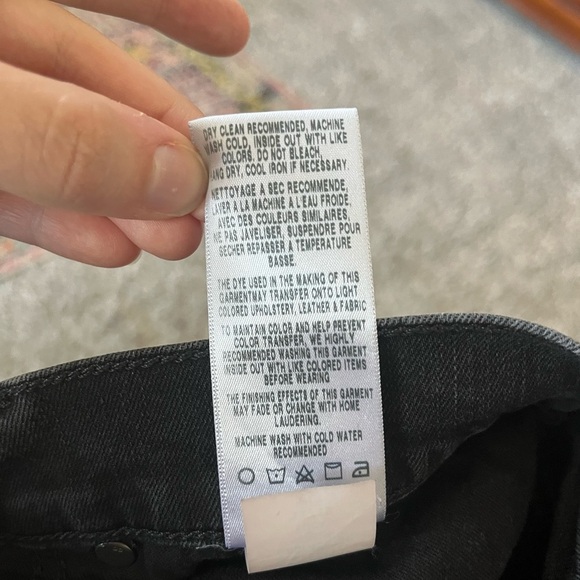 DRY CLEAN RECOMMENDED, MACHINE
WASH COLD, INSIDE OUT WITH LIKE
COLORS. DO NOT BLEACH,
HANG DRY, COOL IRON IF NECESSARY.
NETTOYAGE A SEC RECOMMENDE,
LAVER A LA MACHINE A L'EAU FROIDE,
AVEC DES COULEURS SIMILAIRES,
NE PAS JAVELISER, SUSPENDRE POUR
SECHER REPASSER A TEMPERATURE
BASSE.
THE DYE USED IN THE MAKING OF THIS
GARMENTMAY TRANSFER ONTO LIGHT
COLORED UPHOLSTERY, LEATHER & FABRIC
TO MAINTAIN COLOR AND HELP PREVENT
COLOR TRANSFER, WE HIGHLY
RECOMMENDED WASHING THIS GARMENT
INSIDE OUT WITH LIKE COLORED ITEMS
BEFORE WEARING
THE FINISHING EFFECTS OF THIS GARMENT
MAY FADE OR CHANGE WITH HOME
LAUDERING.
MACHINE WASH WITH COLD WATER
RECOMMENDED